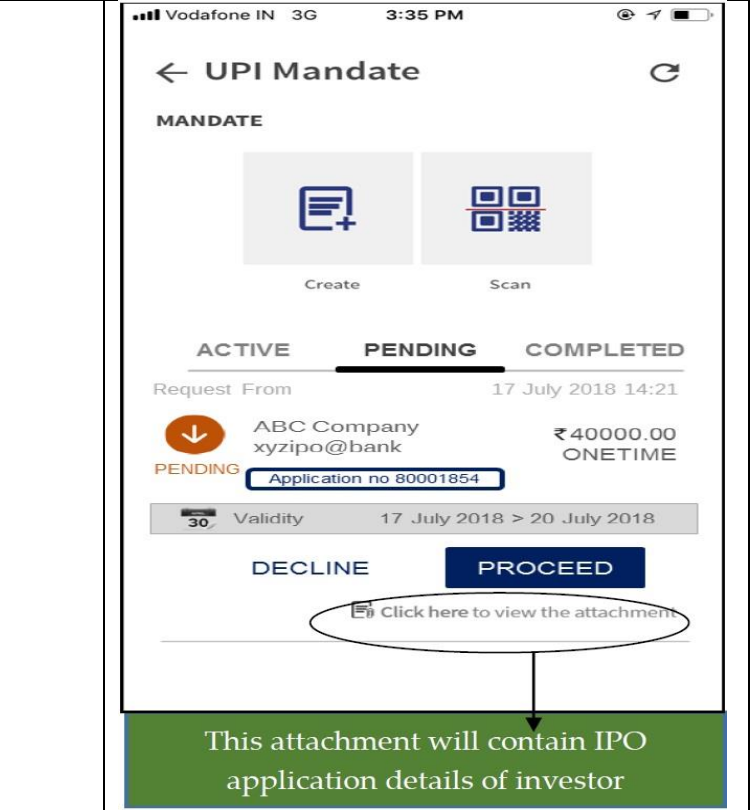 Vodafone IN 3G 3:35 PM
← UPI Mandate
MANDATE
Create Scan
ACTIVE PENDING COMPLETED
Request From 17 July 2018 14:21
ABC Company ₹40000.00
xyzipo@bank ONETIME
PENDING
Application no 80001854
30 Validity 17 July 2018 > 20 July 2018
DECLINE PROCEED
Click here to view the attachment
This attachment will contain IPO
application details of investor